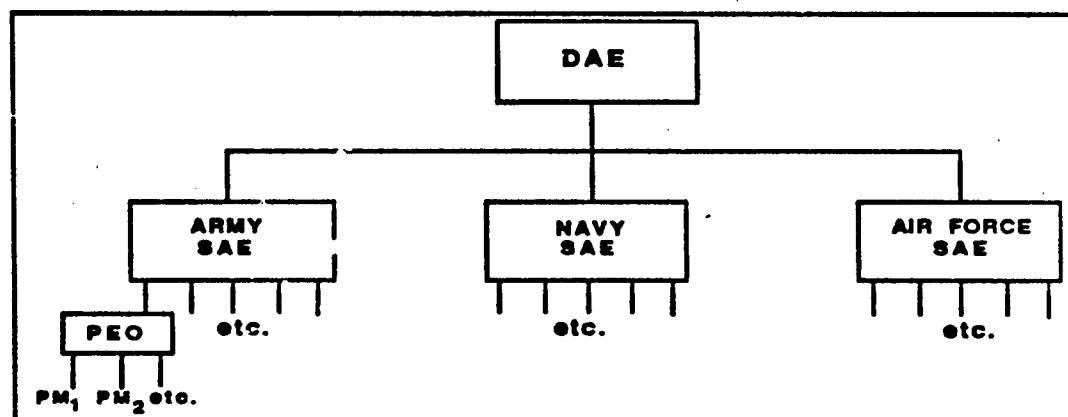 DAE
ARMY
SAE
NAVY
SAE
AIR FORCE
SAE
etc.
etc.
etc.
PEO
PM₁ PM₂ etc.